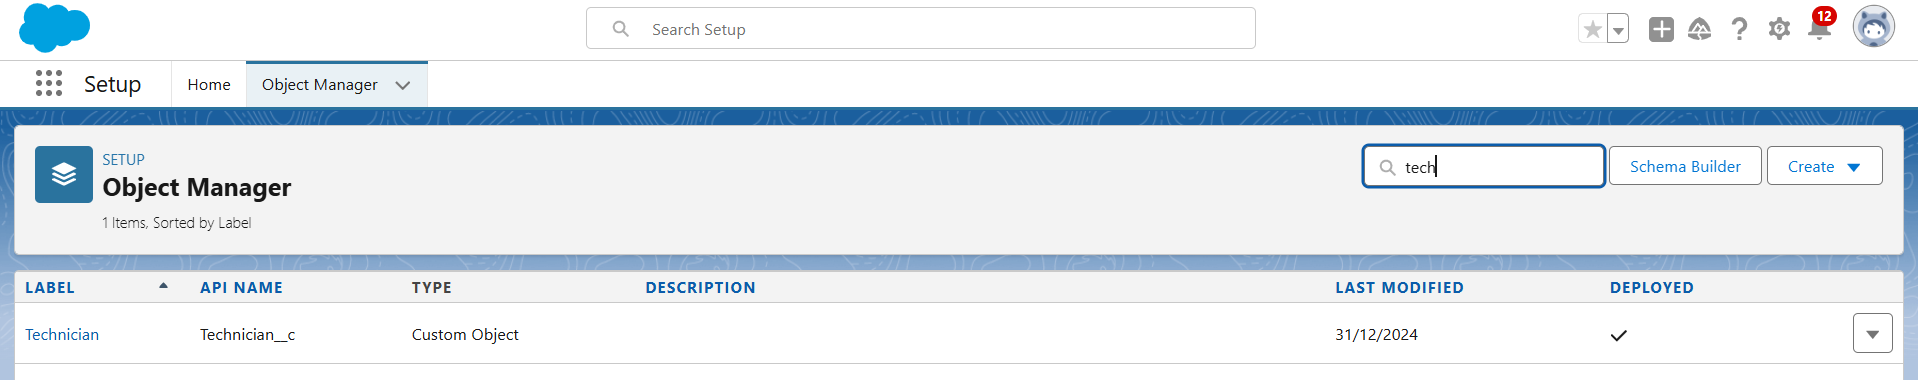 Search Setup
12
Setup Home Object Manager
SETUP
Object Manager
1 Items, Sorted by Label
tech Schema Builder Create
LABEL API NAME TYPE DESCRIPTION LAST MODIFIED DEPLOYED
Technician Technician__c Custom Object 31/12/2024